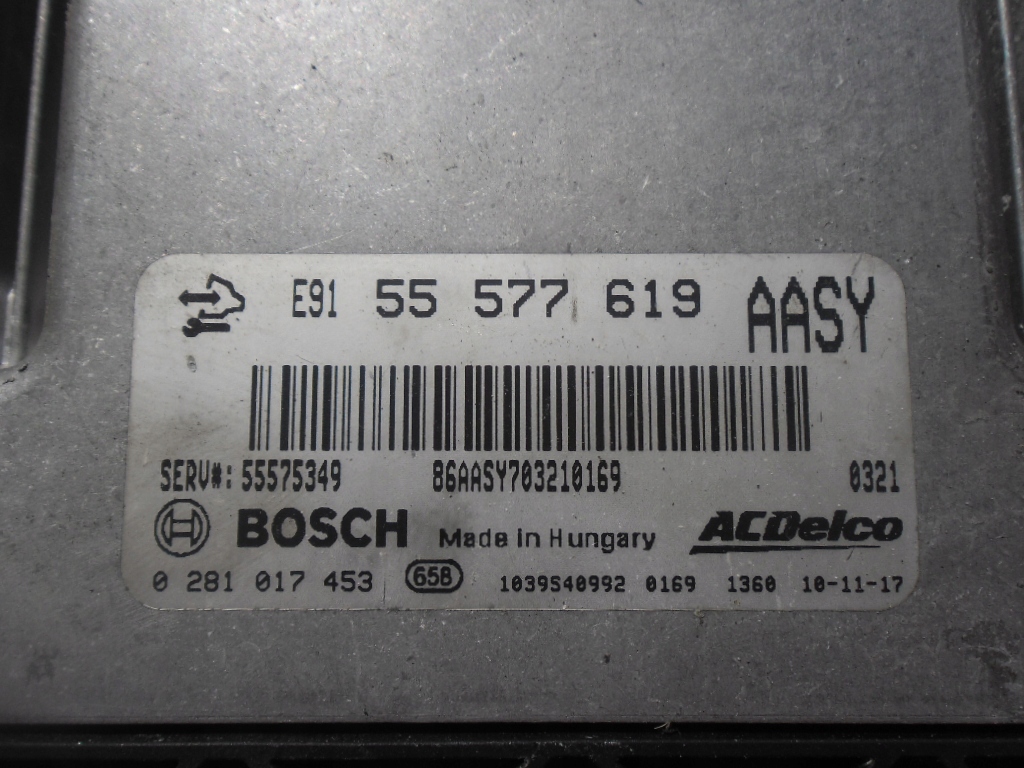 E91 55 577 619 AASY
SERV#: 55575349 86AASY703210169 0321
BOSCH Made in Hungary ACDelco
0 281 017 453 658 1039S40992 0169 1360 10-11-17